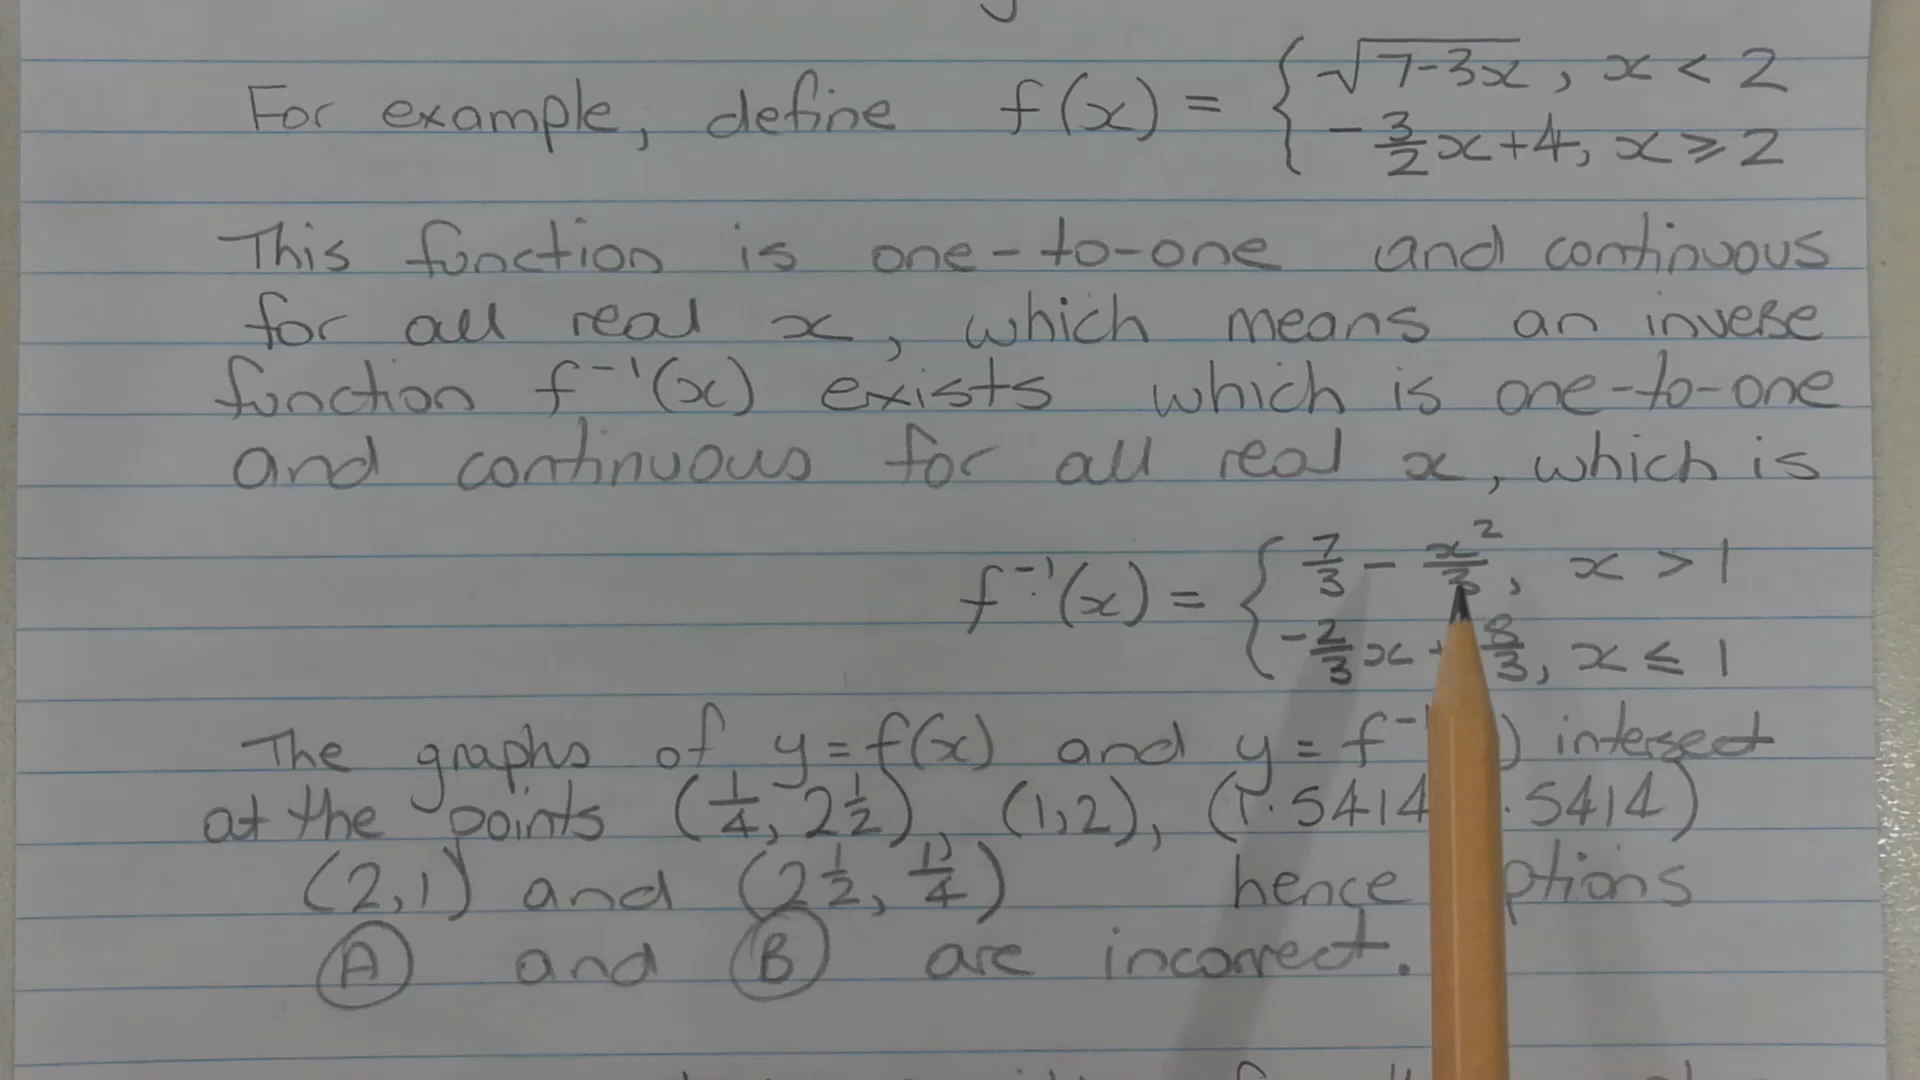 For example, define f(x) = { √(7-3x), x < 2
-3/2x+4, x ⩾ 2
This function is one-to-one and continuous
for all real x, which means an inverse
function f⁻¹(x) exists which is one-to-one
and continuous for all real x, which is
f⁻¹(x) = { 7/3 - x²/3, x > 1
-2/3x + 8/3, x ⩽ 1
The graphs of y = f(x) and y = f⁻¹ ) intersect
at the points (1/4, 2 1/2), (1,2), (1.5414 .5414)
(2,1) and (2 1/2, 1/4) hence ptions
Ⓐ and Ⓑ are incorrect.